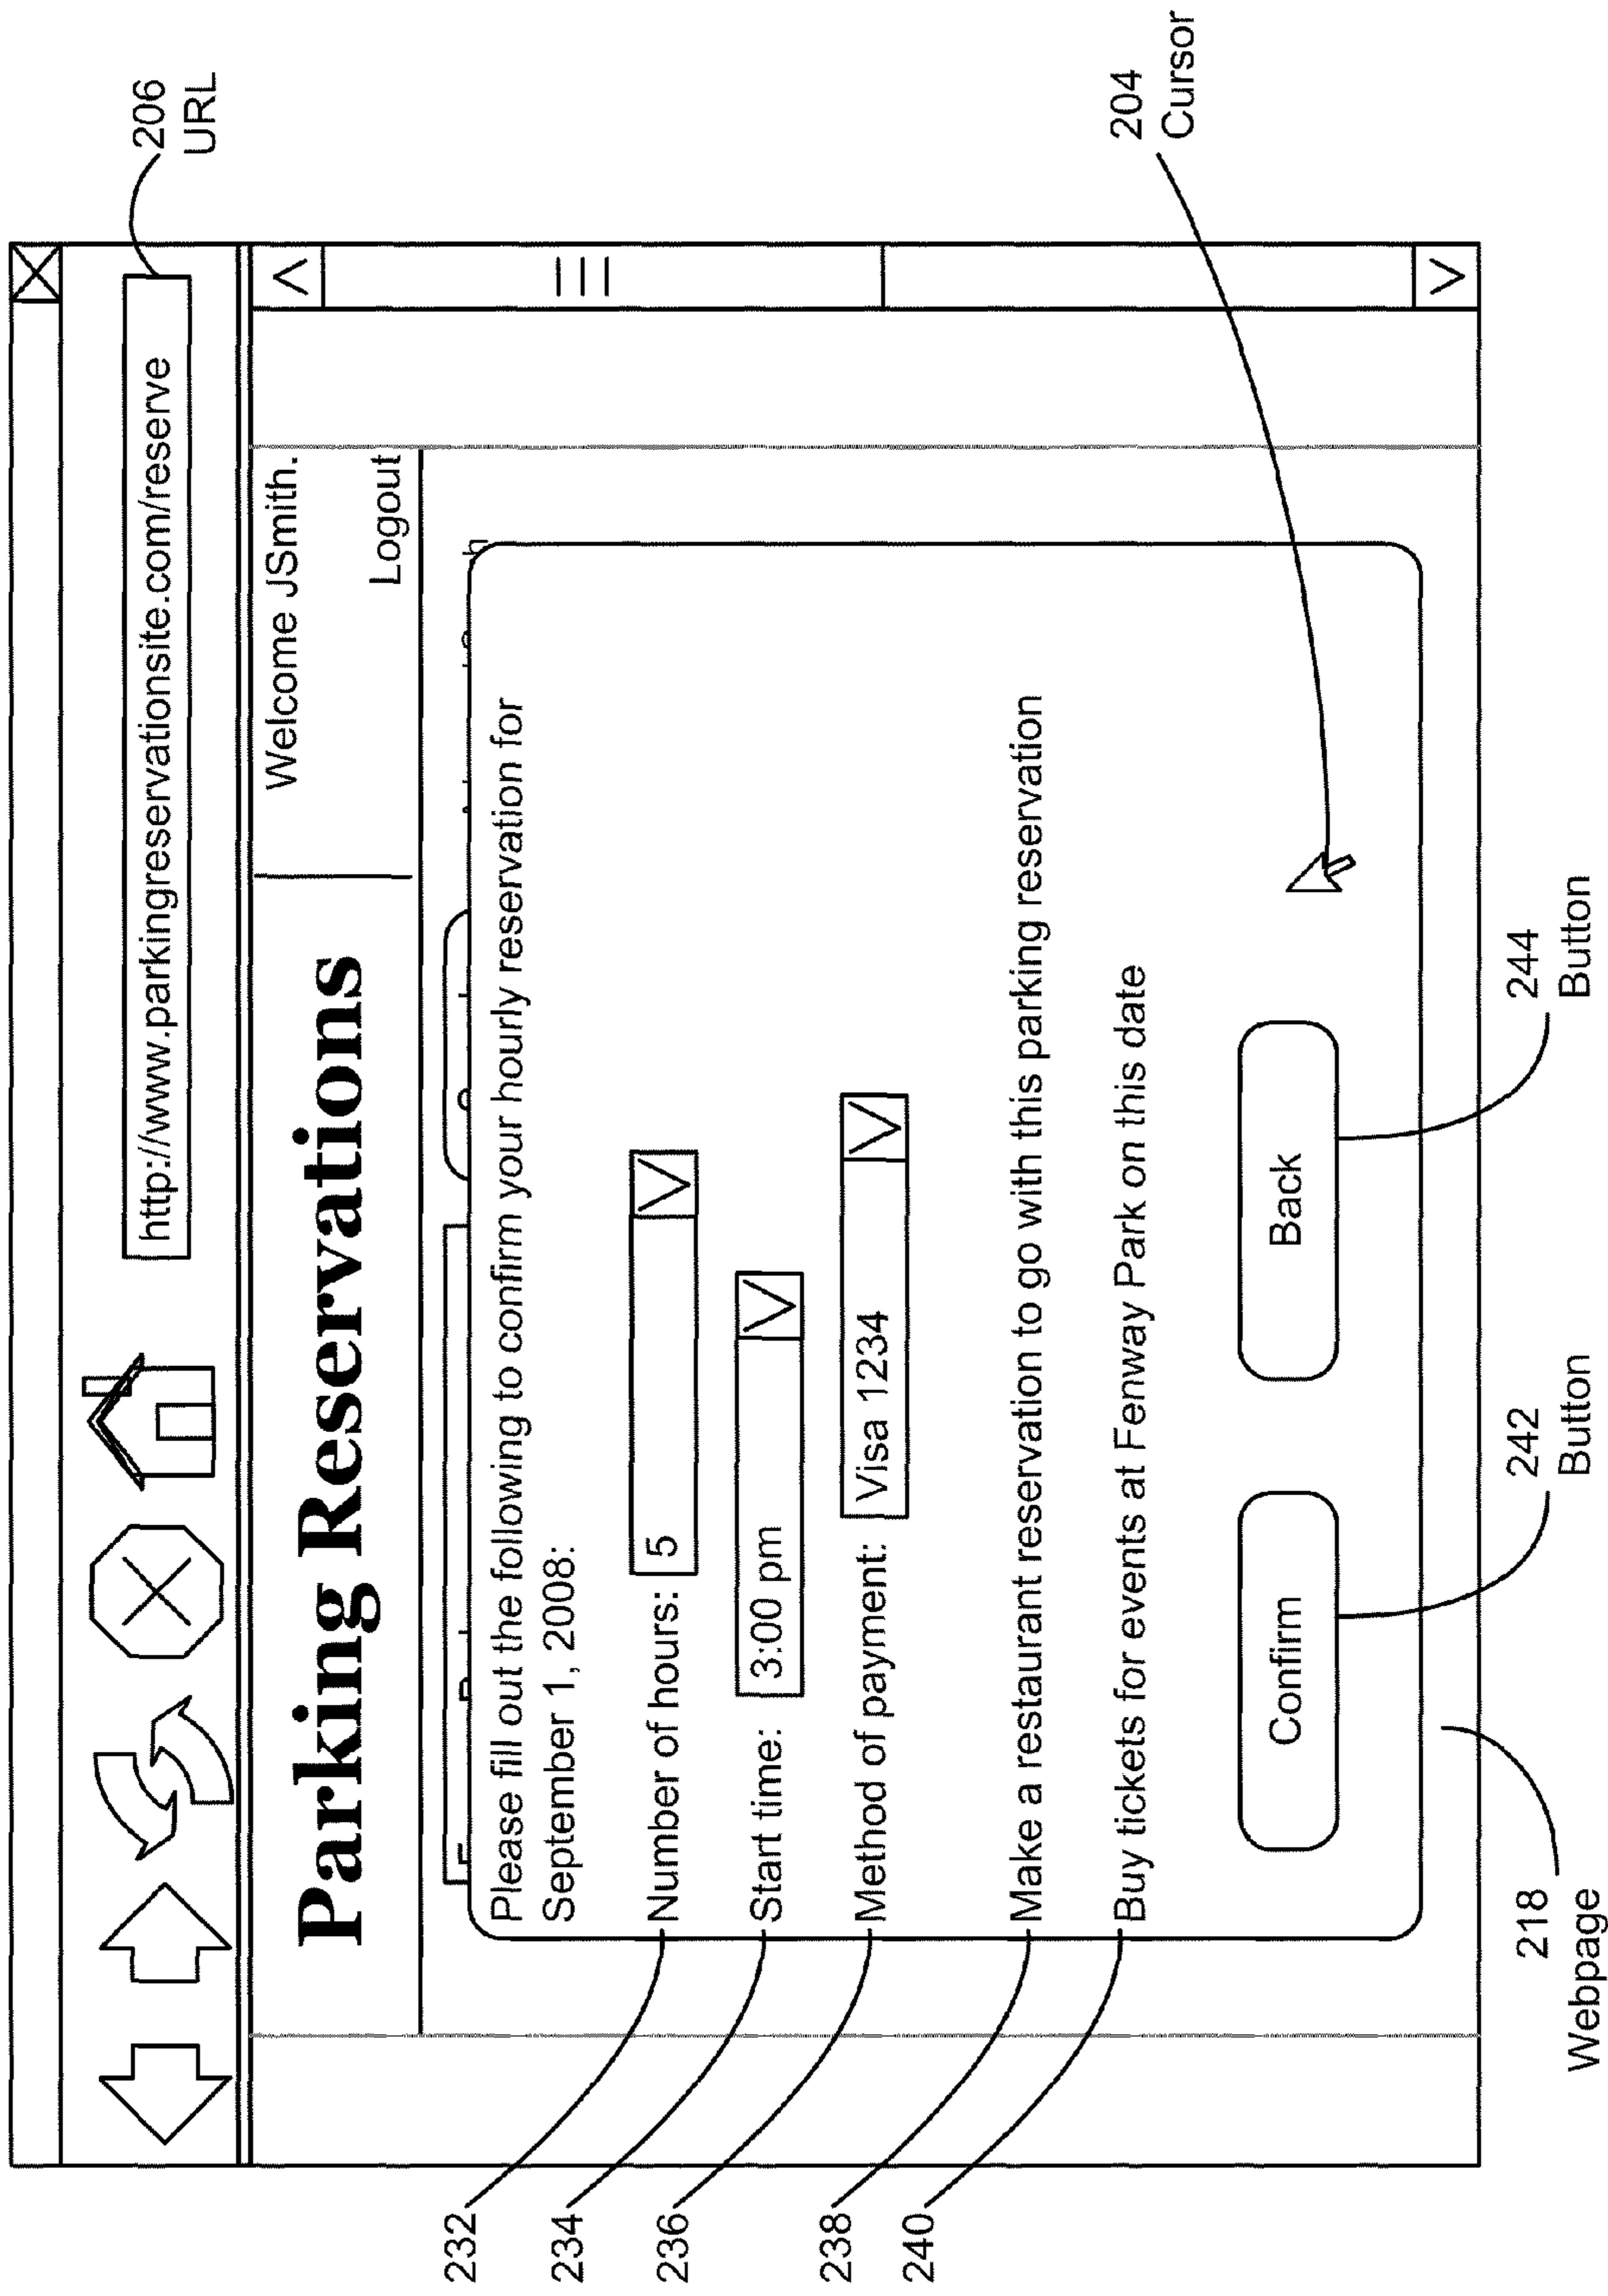 206
URL
http://www.parkingreservationsite.com/reserve
Parking Reservations
Welcome JSmith.
Logout
Please fill out the following to confirm your hourly reservation for
September 1, 2008:
232
Number of hours: 5
234
Start time: 3:00 pm
236
Method of payment: Visa 1234
238
Make a restaurant reservation to go with this parking reservation
240
Buy tickets for events at Fenway Park on this date
204
Cursor
Confirm
Back
218
Webpage
242
Button
244
Button